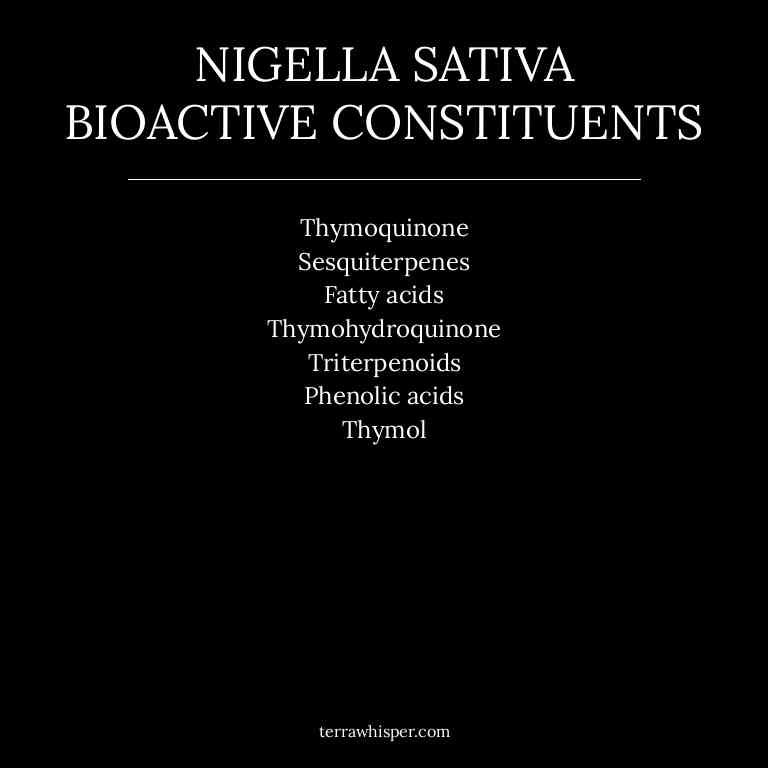 NIGELLA SATIVA
BIOACTIVE CONSTITUENTS
Thymoquinone
Sesquiterpenes
Fatty acids
Thymohydroquinone
Triterpenoids
Phenolic acids
Thymol
terrawhisper.com